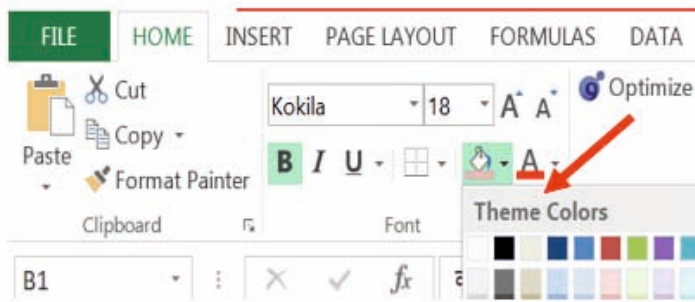 FILE HOME INSERT PAGE LAYOUT FORMULAS DATA
Cut
Copy
Paste
Format Painter
Clipboard
Kokila 18 A A
B I U A
Font
Optimize
Theme Colors
B1 fx